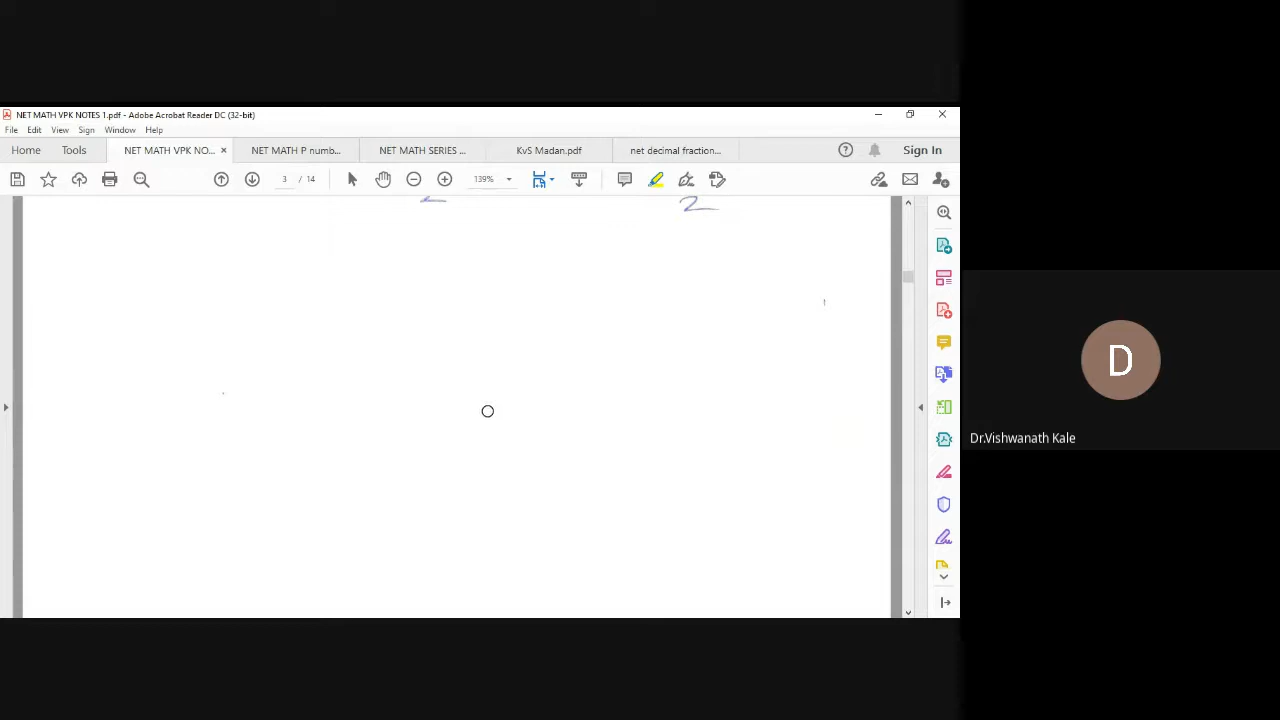 NET MATH VPK NOTES 1.pdf - Adobe Acrobat Reader DC (32-bit)
File Edit View Sign Window Help
Home Tools NET MATH VPK NO... × NET MATH P numb... NET MATH SERIES ... KvS Madan.pdf net decimal fraction... Sign In
3 / 14 139%
2 2
D
Dr.Vishwanath Kale